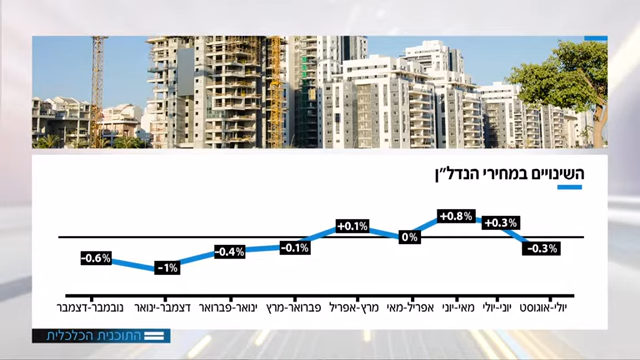 השינויים במחירי הנדל״ן
-0.6%
-1%
-0.4%
-0.1%
+0.1%
0%
+0.8%
+0.3%
-0.3%
נובמבר-דצמבר
דצמבר-ינואר
ינואר-פברואר
פברואר-מרץ
מרץ-אפריל
אפריל-מאי
מאי-יוני
יוני-יולי
יולי-אוגוסט
התוכנית הכלכלית